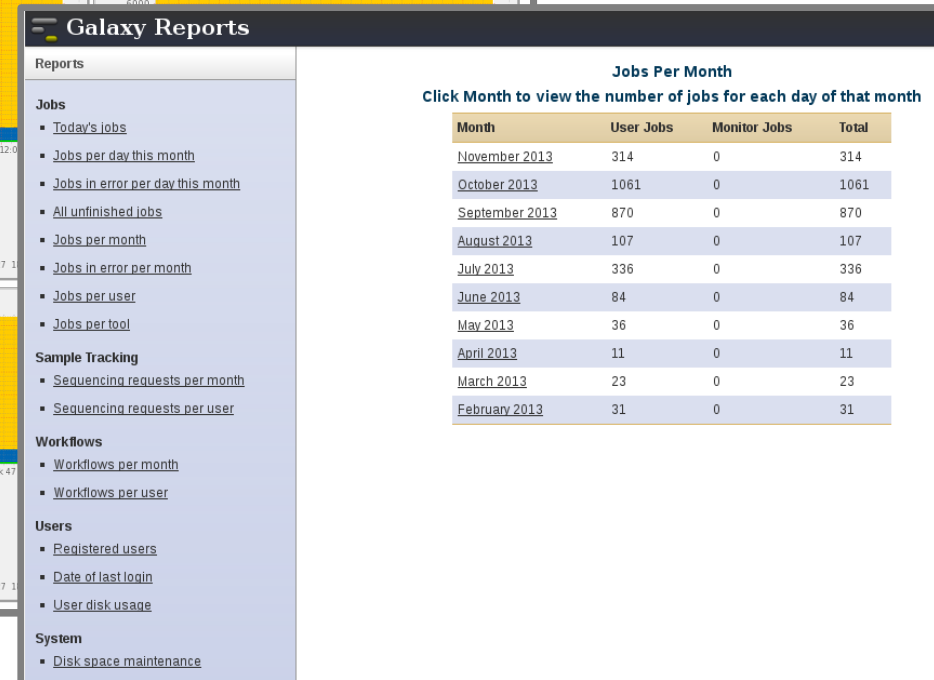 6000
Galaxy Reports
Reports
Jobs
Today's jobs
Jobs per day this month
Jobs in error per day this month
All unfinished jobs
Jobs per month
Jobs in error per month
Jobs per user
Jobs per tool
Sample Tracking
Sequencing requests per month
Sequencing requests per user
Workflows
Workflows per month
Workflows per user
Users
Registered users
Date of last login
User disk usage
System
Disk space maintenance
Jobs Per Month
Click Month to view the number of jobs for each day of that month
Month User Jobs Monitor Jobs Total
November 2013 314 0 314
October 2013 1061 0 1061
September 2013 870 0 870
August 2013 107 0 107
July 2013 336 0 336
June 2013 84 0 84
May 2013 36 0 36
April 2013 11 0 11
March 2013 23 0 23
February 2013 31 0 31